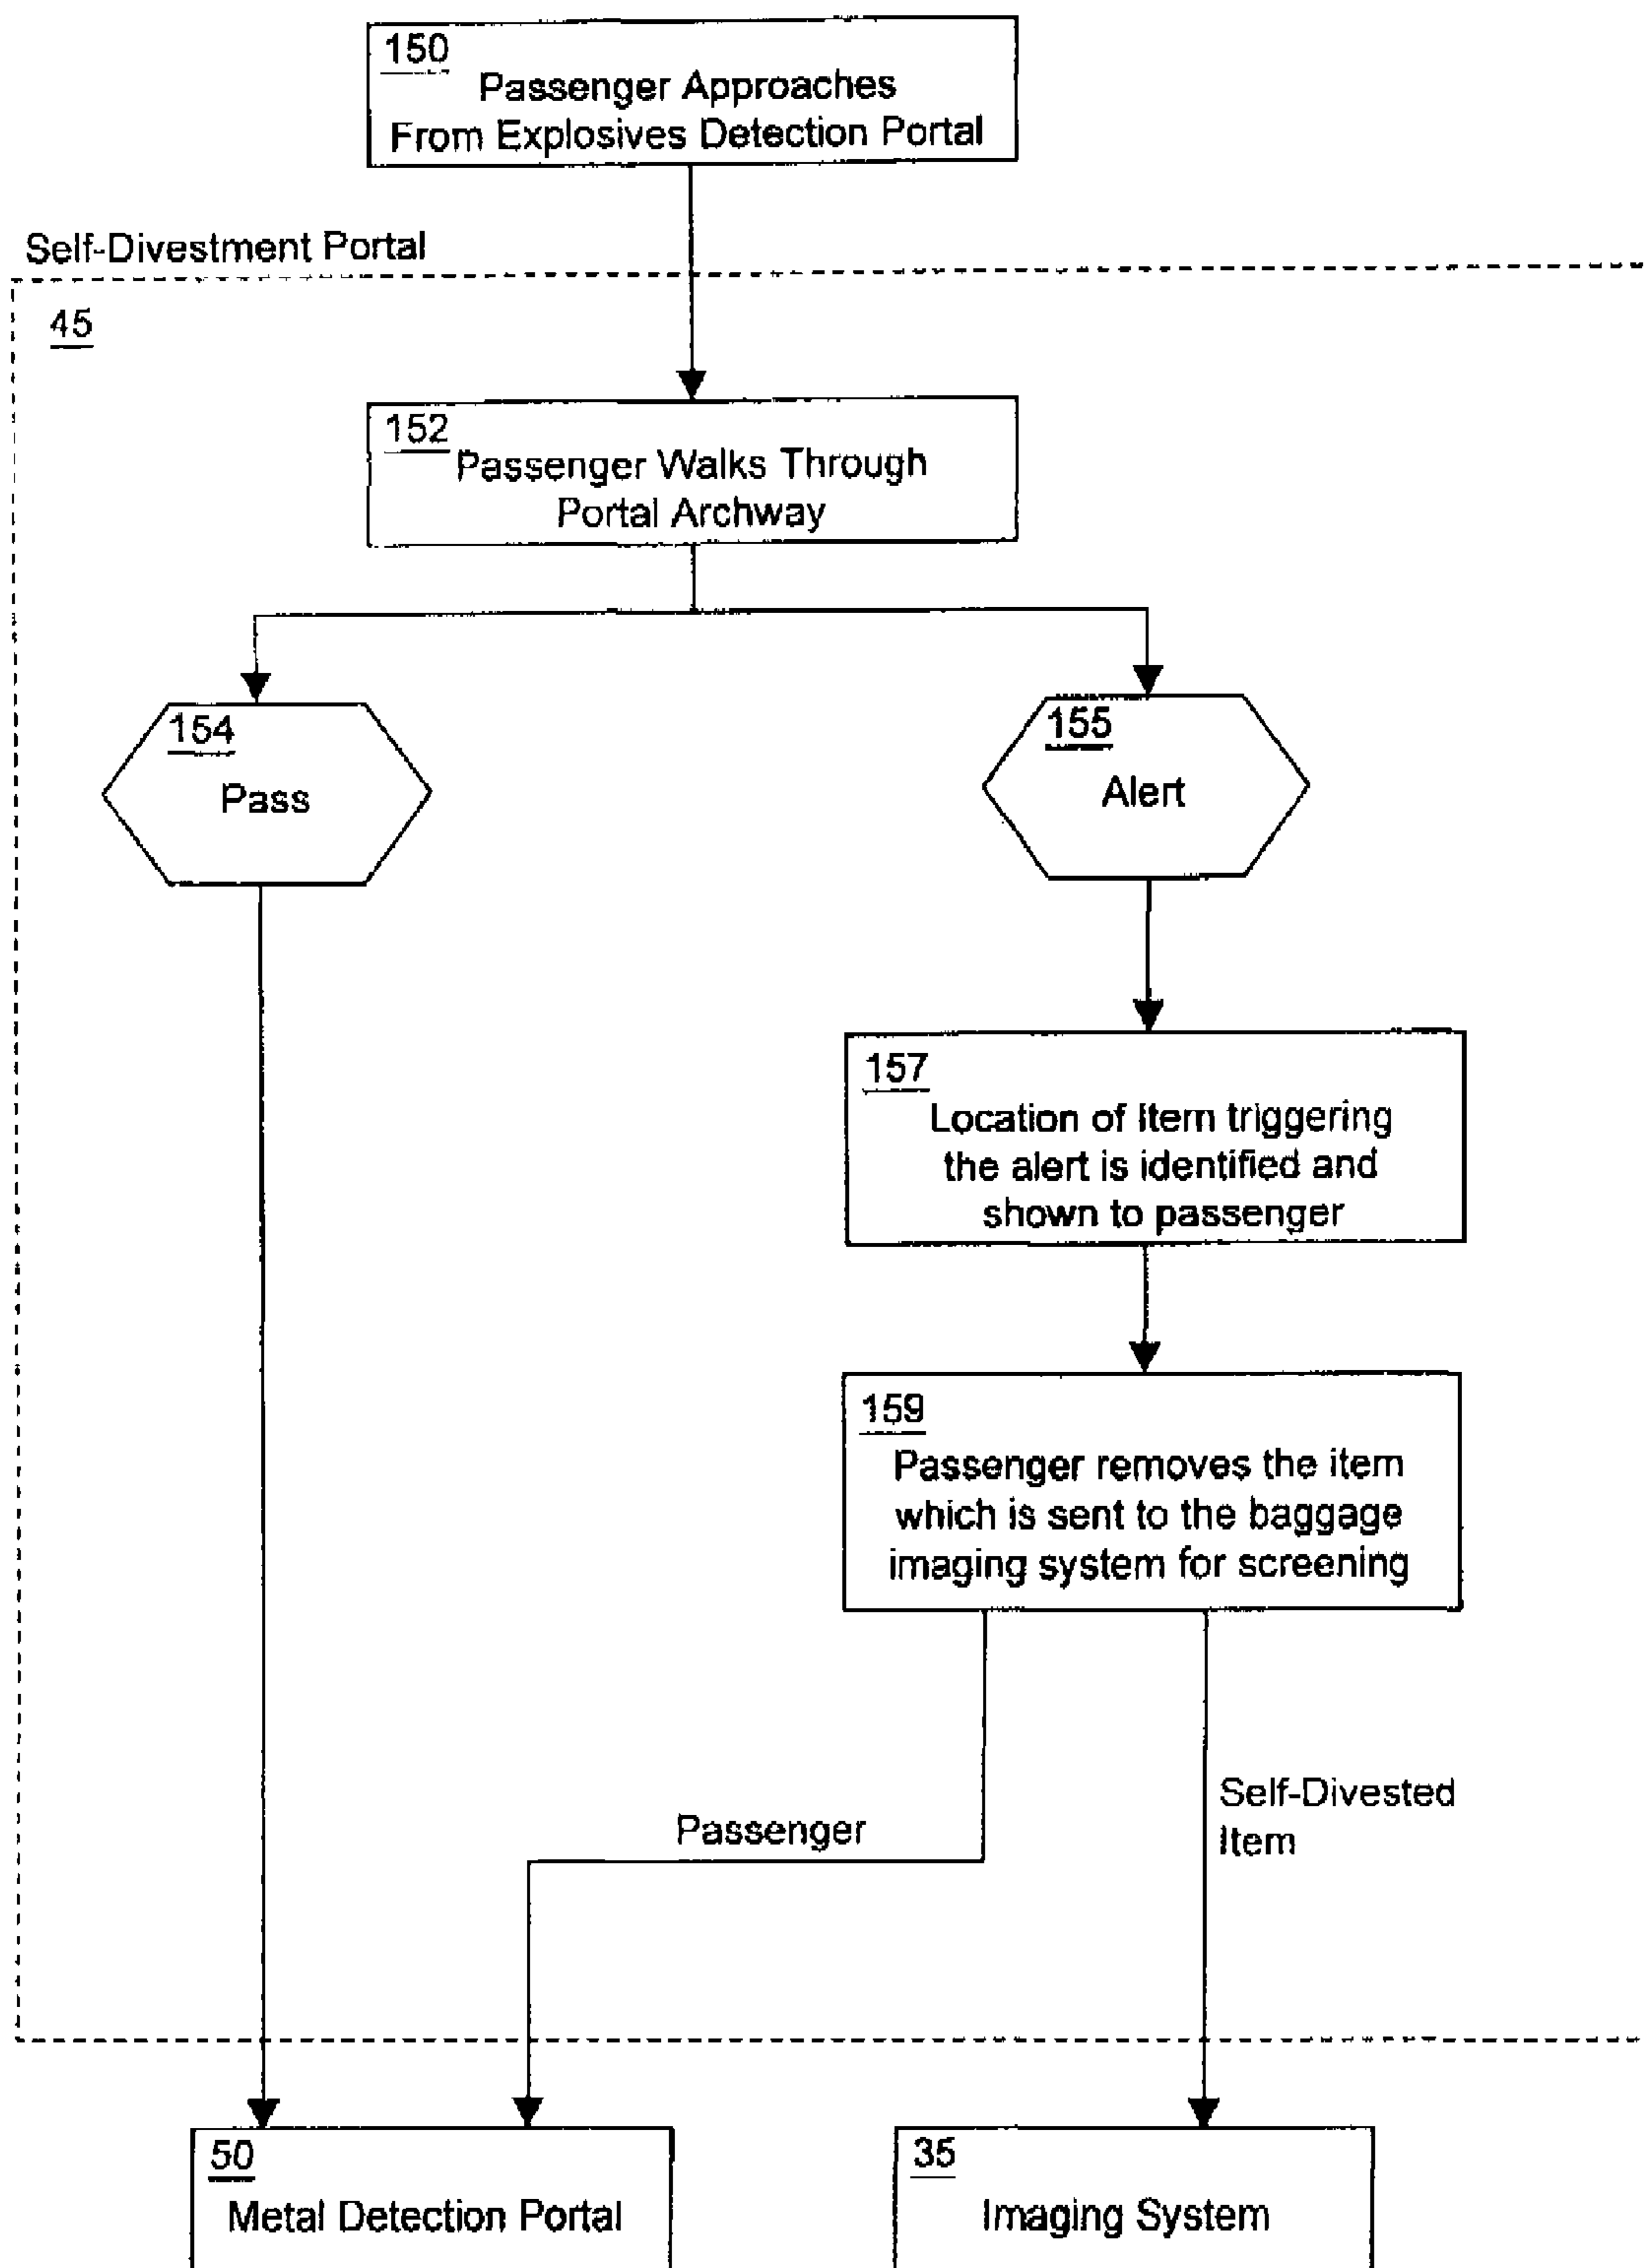 150
Passenger Approaches
From Explosives Detection Portal
Self-Divestment Portal
45
152
Passenger Walks Through
Portal Archway
154
Pass
155
Alert
157
Location of Item triggering
the alert is identified and
shown to passenger
159
Passenger removes the item
which is sent to the baggage
imaging system for screening
Passenger
Self-Divested
Item
50
Metal Detection Portal
35
Imaging System